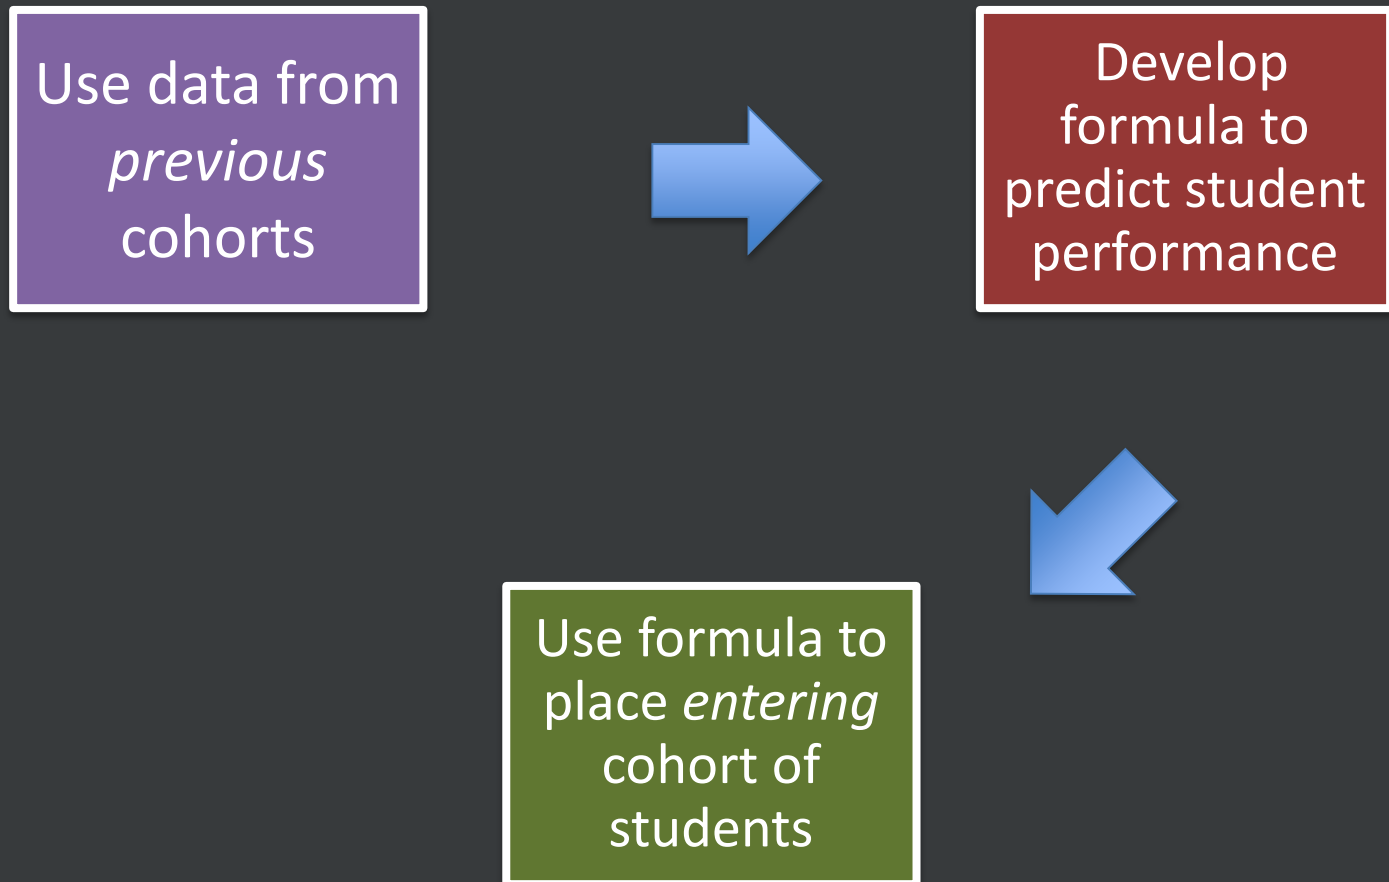 Use data from
previous
cohorts
Develop
formula to
predict student
performance
Use formula to
place entering
cohort of
students